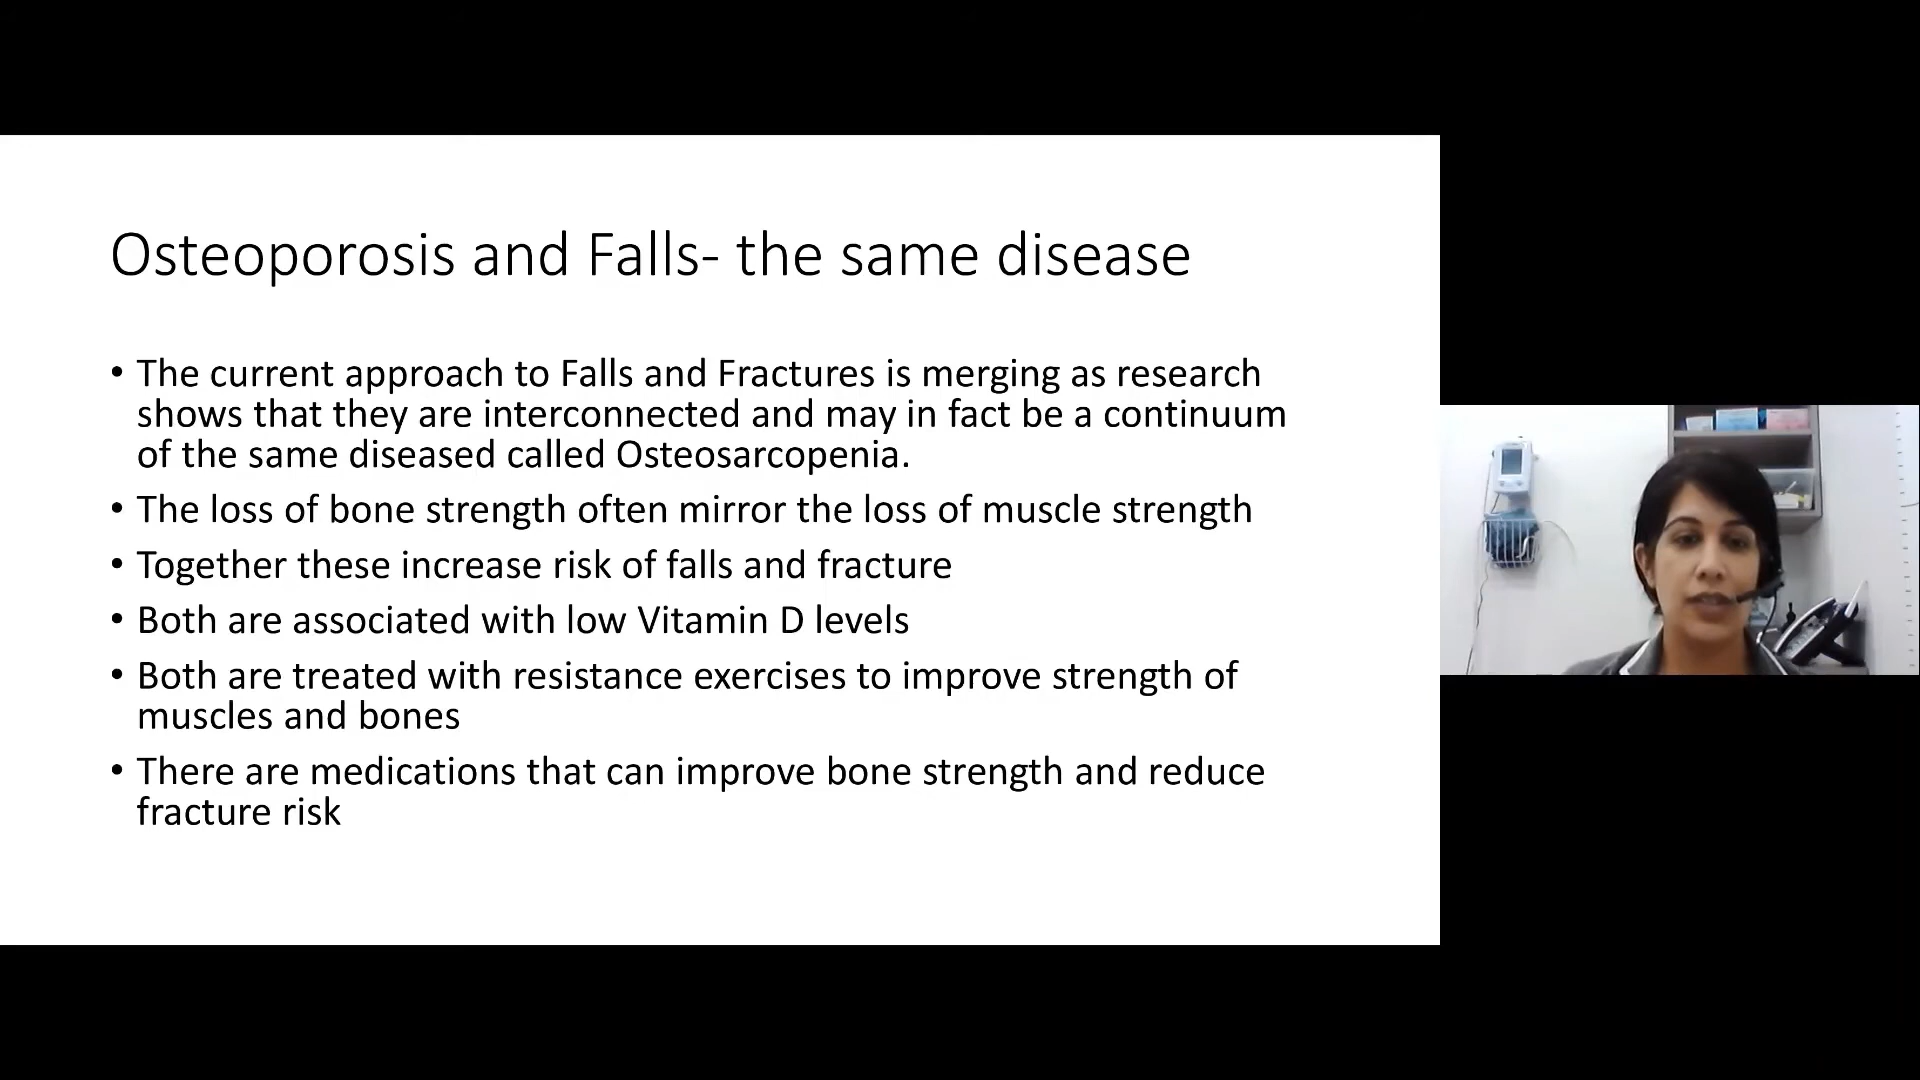 Osteoporosis and Falls- the same disease
• The current approach to Falls and Fractures is merging as research
shows that they are interconnected and may in fact be a continuum
of the same diseased called Osteosarcopenia.
• The loss of bone strength often mirror the loss of muscle strength
• Together these increase risk of falls and fracture
• Both are associated with low Vitamin D levels
• Both are treated with resistance exercises to improve strength of
muscles and bones
• There are medications that can improve bone strength and reduce
fracture risk